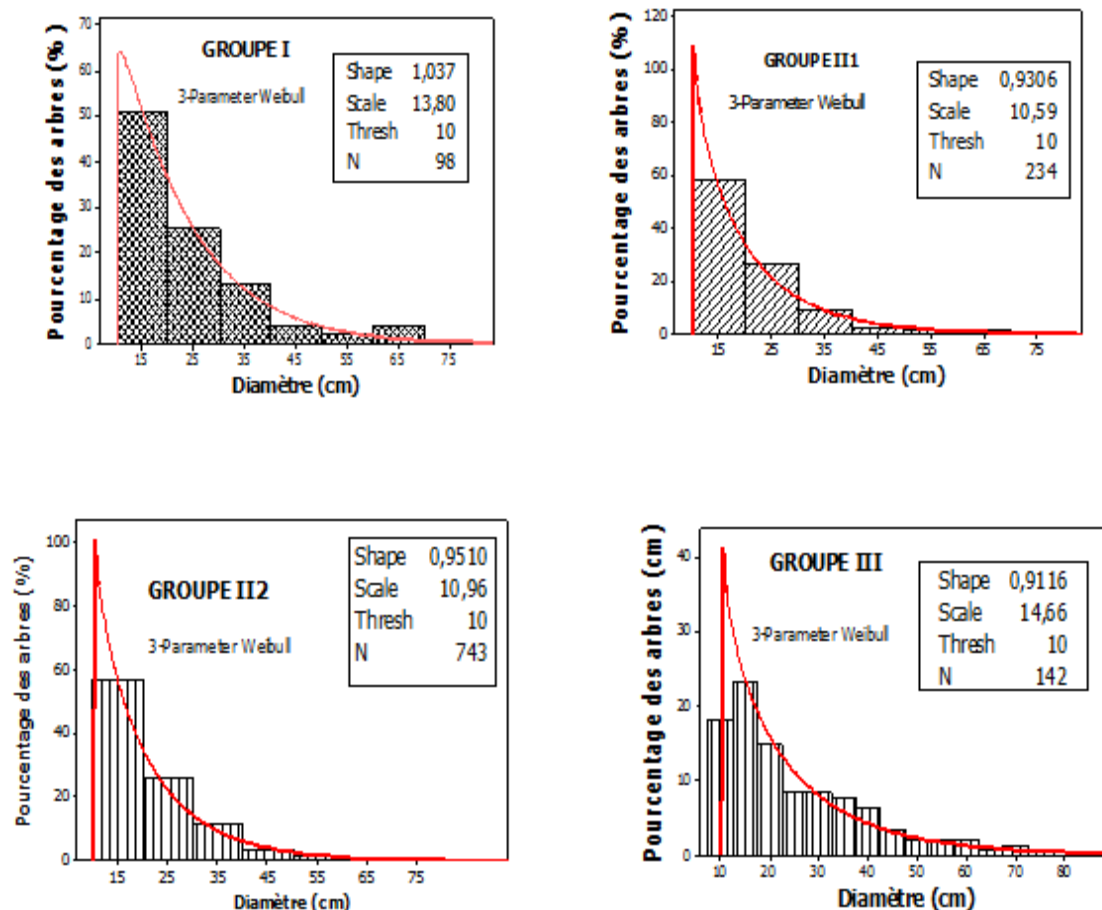 GROUPE I
3-Parameter Weibull
Shape 1,037
Scale 13,80
Thresh 10
N 98
Pourcentage des arbres (%)
70
60
50
40
30
20
10
0
15 25 35 45 55 65 75
Diamètre (cm)
GROUPE II1
3-Parameter Weibull
Shape 0,9306
Scale 10,59
Thresh 10
N 234
Pourcentage des arbres (%)
120
100
80
60
40
20
0
15 25 35 45 55 65 75
Diamètre (cm)
GROUPE II2
3-Parameter Weibull
Shape 0,9510
Scale 10,96
Thresh 10
N 743
Pourcentage des arbres (%)
100
80
60
40
20
0
15 25 35 45 55 65 75
Diamètre (cm)
GROUPE III
3-Parameter Weibull
Shape 0,9116
Scale 14,66
Thresh 10
N 142
Pourcentage des arbres (cm)
40
30
20
10
0
10 20 30 40 50 60 70 80
Diamètre (cm)